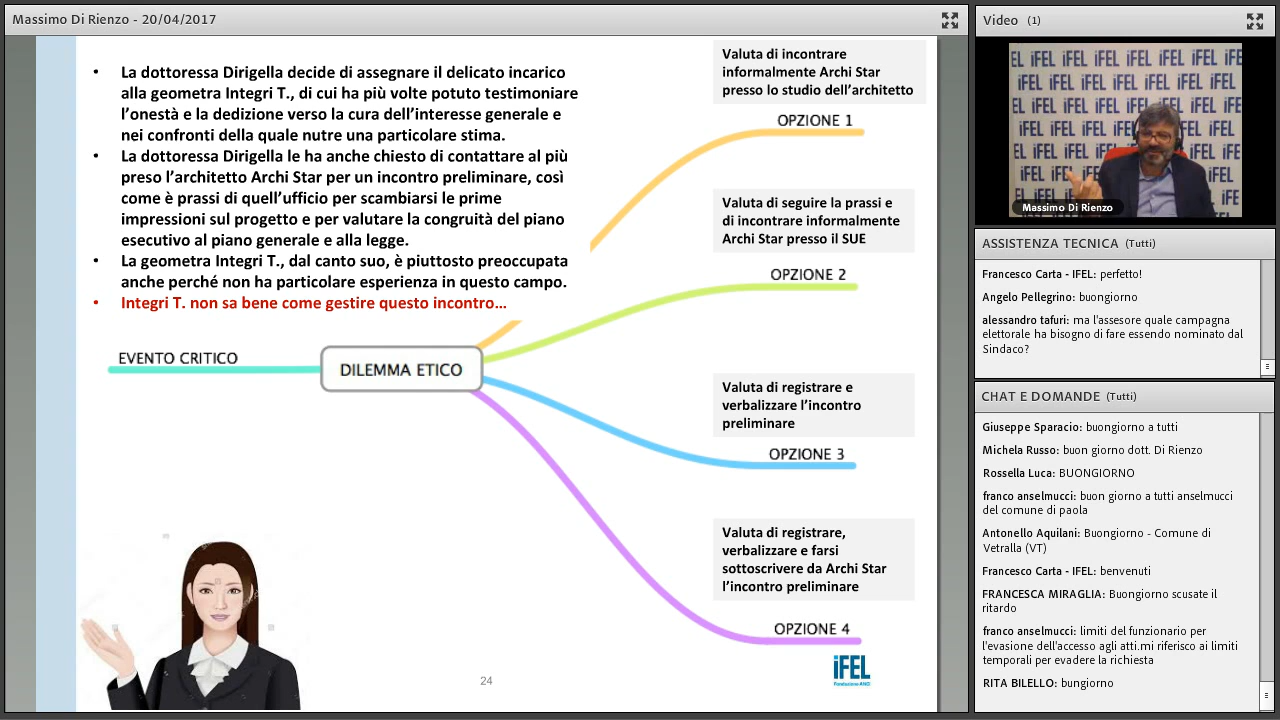 Massimo Di Rienzo - 20/04/2017
• La dottoressa Dirigella decide di assegnare il delicato incarico
alla geometra Integri T., di cui ha più volte potuto testimoniare
l'onestà e la dedizione verso la cura dell'interesse generale e
nei confronti della quale nutre una particolare stima.
• La dottoressa Dirigella le ha anche chiesto di contattare al più
preso l'architetto Archi Star per un incontro preliminare, così
come è prassi di quell'ufficio per scambiarsi le prime
impressioni sul progetto e per valutare la congruità del piano
esecutivo al piano generale e alla legge.
• La geometra Integri T., dal canto suo, è piuttosto preoccupata
anche perché non ha particolare esperienza in questo campo.
• Integri T. non sa bene come gestire questo incontro...
EVENTO CRITICO
DILEMMA ETICO
Valuta di incontrare
informalmente Archi Star
presso lo studio dell'architetto
OPZIONE 1
Valuta di seguire la prassi e
di incontrare informalmente
Archi Star presso il SUE
OPZIONE 2
Valuta di registrare e
verbalizzare l'incontro
preliminare
OPZIONE 3
Valuta di registrare,
verbalizzare e farsi
sottoscrivere da Archi Star
l'incontro preliminare
OPZIONE 4
iFEL
Fondazione ANCI
24
Video (1)
Massimo Di Rienzo
ASSISTENZA TECNICA (Tutti)
Francesco Carta - IFEL: perfetto!
Angelo Pellegrino: buongiorno
alessandro tafuri: ma l'assesore quale campagna
elettorale ha bisogno di fare essendo nominato dal
Sindaco?
CHAT E DOMANDE (Tutti)
Giuseppe Sparacio: buongiorno a tutti
Michela Russo: buon giorno dott. Di Rienzo
Rossella Luca: BUONGIORNO
franco anselmucci: buon giorno a tutti anselmucci
del comune di paola
Antonello Aquilani: Buongiorno - Comune di
Vetralla (VT)
Francesco Carta - IFEL: benvenuti
FRANCESCA MIRAGLIA: Buongiorno scusate il
ritardo
franco anselmucci: limiti del funzionario per
l'evasione dell'accesso agli atti.mi riferisco ai limiti
temporali per evadere la richiesta
RITA BILELLO: bungiorno